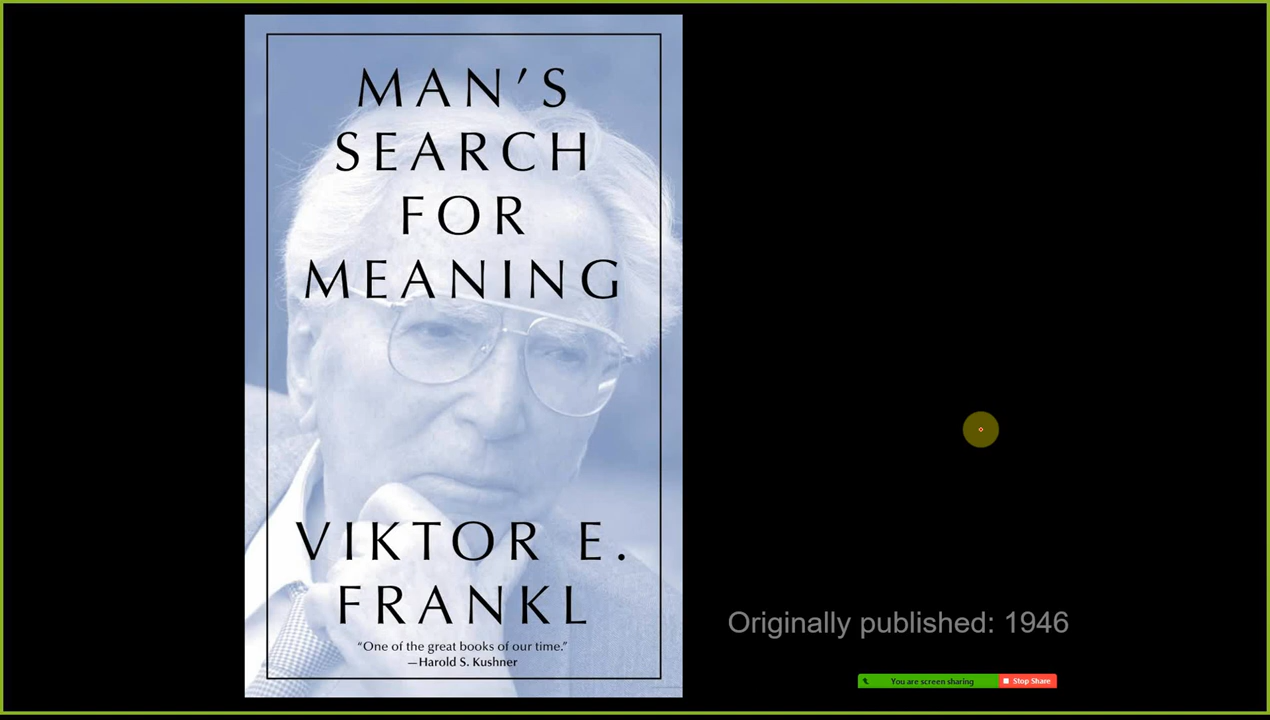 MAN’S
SEARCH
FOR
MEANING
VIKTOR E.
FRANKL
“One of the great books of our time.”
—Harold S. Kushner
Originally published: 1946
You are screen sharing
Stop Share